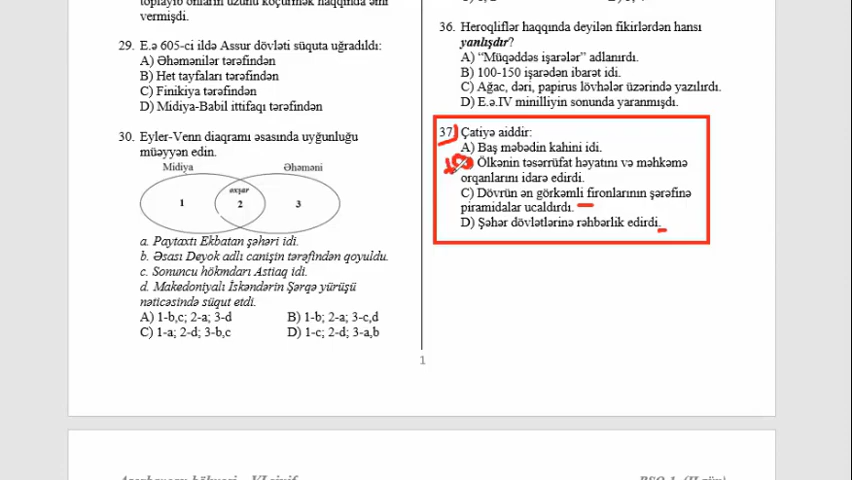 toplayıb onların üzünü köçürmək haqqında əmr
vermişdi.
29. E.ə 605-ci ildə Assur dövləti süquta uğradıldı:
A) Əhəmənilər tərəfindən
B) Het tayfaları tərəfindən
C) Finikiya tərəfindən
D) Midiya-Babil ittifaqı tərəfindən
30. Eyler-Venn diaqramı əsasında uyğunluğu
müəyyən edin.
Midiya Əhəməni
oxşar
1 2 3
a. Paytaxtı Ekbatan şəhəri idi.
b. Əsası Deyok adlı canişin tərəfindən qoyuldu.
c. Sonuncu hökmdarı Astiaq idi.
d. Makedoniyalı İskəndərin Şərqə yürüşü
nəticəsində süqut etdi.
A) 1-b,c; 2-a; 3-d B) 1-b; 2-a; 3-c,d
C) 1-a; 2-d; 3-b,c D) 1-c; 2-d; 3-a,b
36. Heroqliflər haqqında deyilən fikirlərdən hansı
yanlışdır?
A) “Müqəddəs işarələr” adlanırdı.
B) 100-150 işarədən ibarət idi.
C) Ağac, dəri, papirus lövhələr üzərində yazılırdı.
D) E.ə.IV minilliyin sonunda yaranmışdı.
37. Çatiyə aiddir:
A) Baş məbədin kahini idi.
Ölkənin təsərrüfat həyatını və məhkəmə
orqanlarını idarə edirdi.
C) Dövrün ən görkəmli fironlarının şərəfinə
piramidalar ucaldırdı.
D) Şəhər dövlətlərinə rəhbərlik edirdi.
1